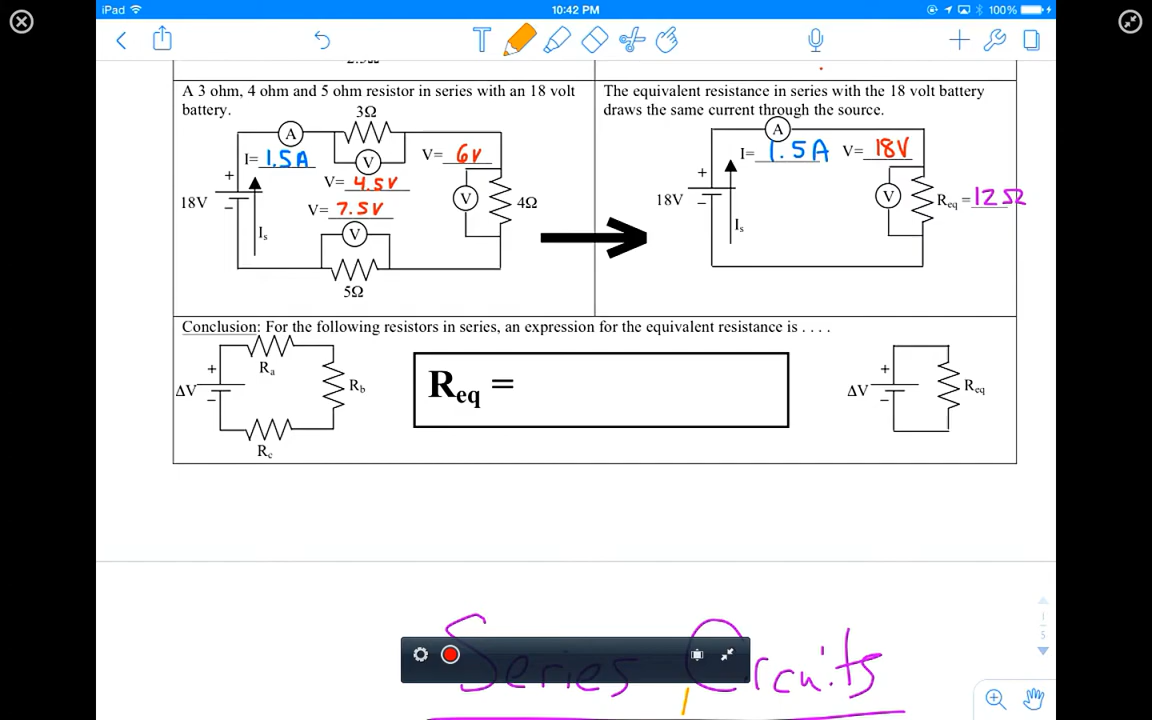 iPad 10:42 PM 100%
T
A 3 ohm, 4 ohm and 5 ohm resistor in series with an 18 volt
battery.
3Ω
A
I= 1.5A
V
V= 6V
V= 4.5V
V= 7.5V
+
18V
−
V
4Ω
Is
V
5Ω
The equivalent resistance in series with the 18 volt battery
draws the same current through the source.
A
I= 1.5A V= 18V
+
18V
−
V
Req = 12Ω
Is
Conclusion: For the following resistors in series, an expression for the equivalent resistance is . . . .
+
ΔV
−
Ra
Rb
Rc
Req =
+
ΔV
−
Req
1
5
Series Circuits